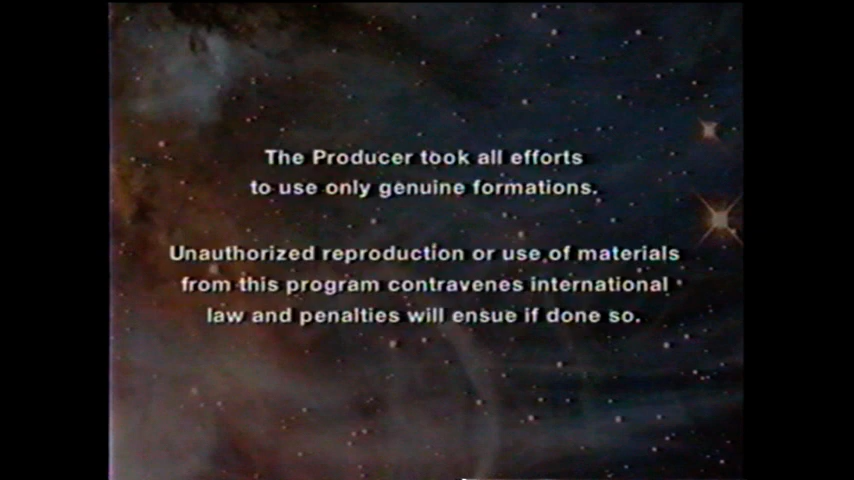 The Producer took all efforts
to use only genuine formations.
Unauthorized reproduction or use of materials
from this program contravenes international
law and penalties will ensue if done so.